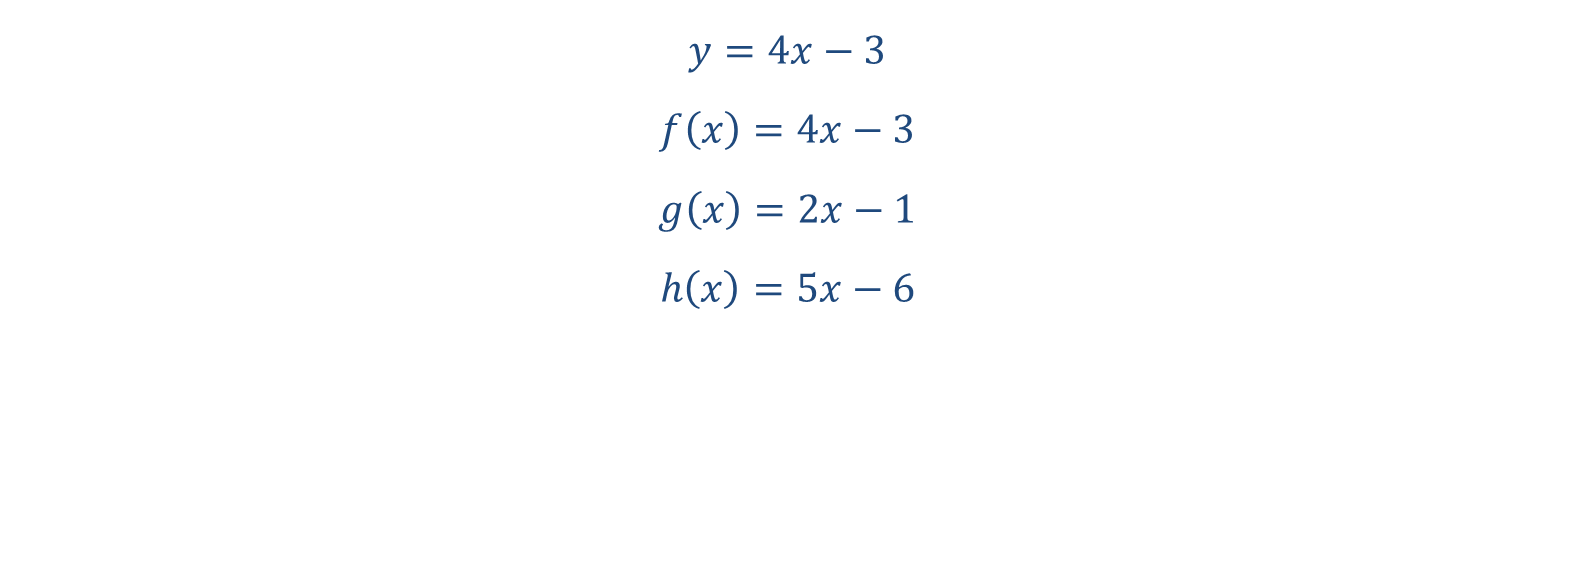 y = 4x − 3
f(x) = 4x − 3
g(x) = 2x − 1
h(x) = 5x − 6